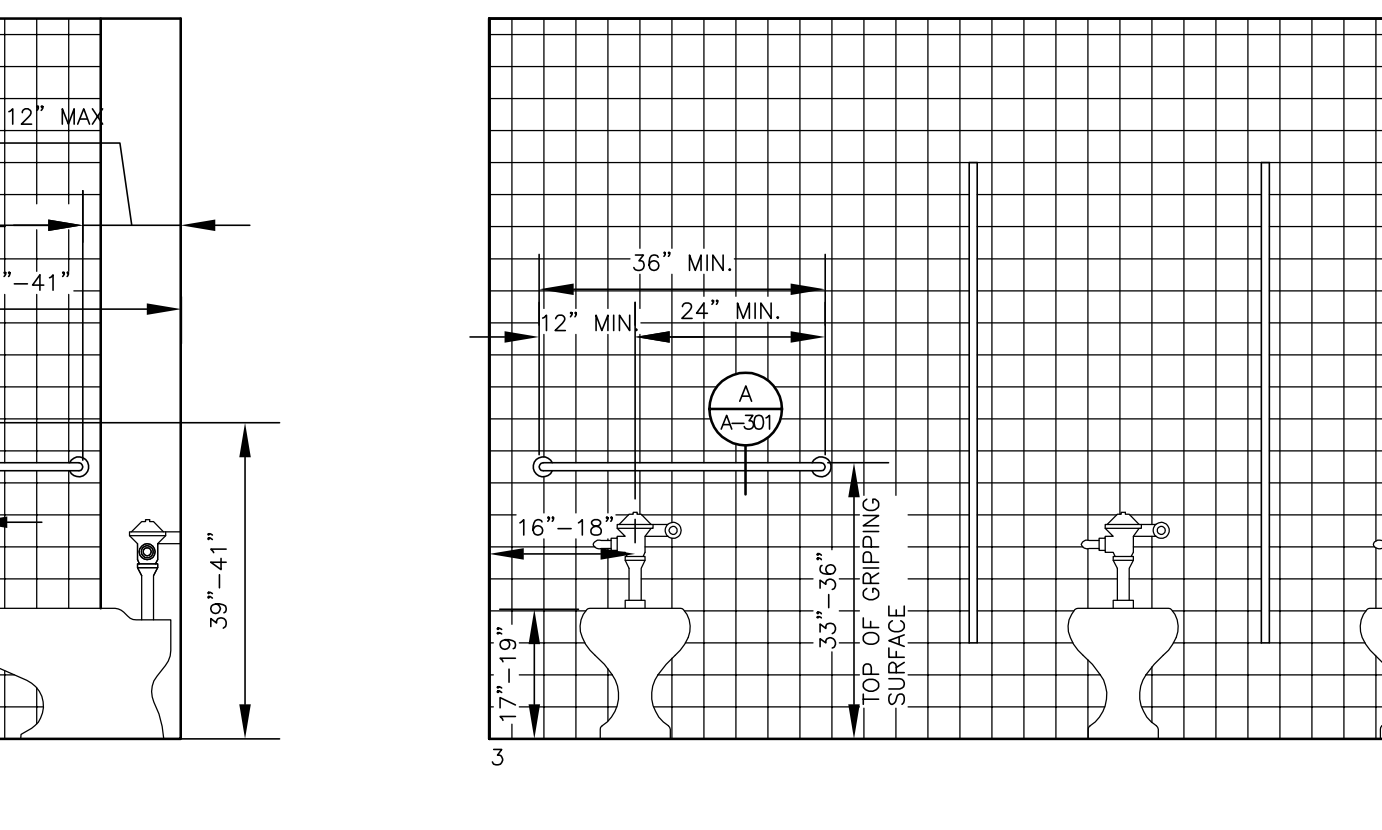 12” MAX
”–41”
39”–41”
36” MIN.
24” MIN.
12” MIN.
A
A–301
16”–18”
17”–19”
33”–36”
TOP OF GRIPPING
SURFACE
3